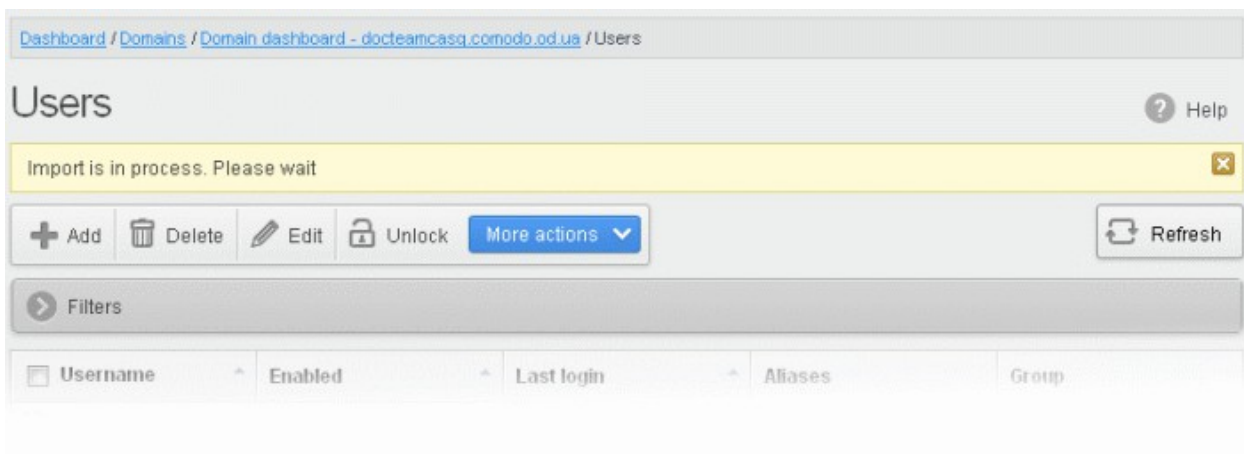 Dashboard / Domains / Domain dashboard - docteamcasq.comodo.od.ua / Users
Users
Help
Import is in process. Please wait
Add Delete Edit Unlock More actions Refresh
Filters
Username Enabled Last login Aliases Group